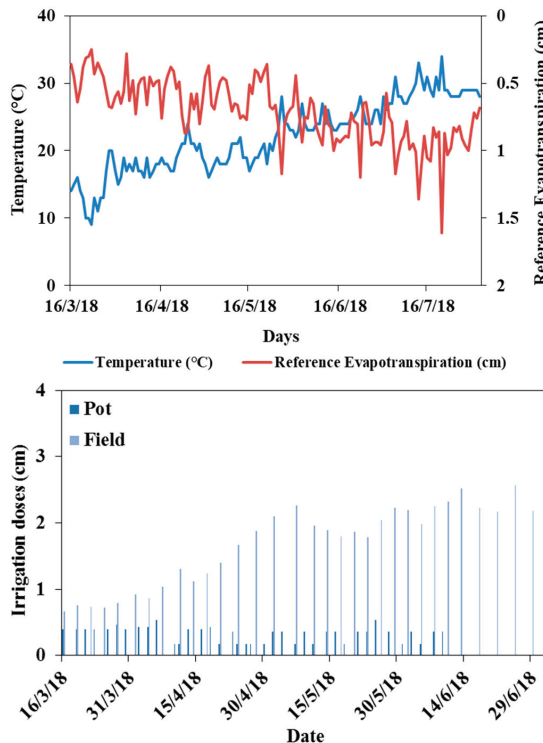 40
30
20
10
0
Temperature (°C)
0
0.5
1
1.5
2
Reference Evapotranspiration (cm)
16/3/18 16/4/18 16/5/18 16/6/18 16/7/18
Days
Temperature (°C) Reference Evapotranspiration (cm)
4
3
2
1
0
Irrigation doses (cm)
Pot
Field
16/3/18 31/3/18 15/4/18 30/4/18 15/5/18 30/5/18 14/6/18 29/6/18
Date